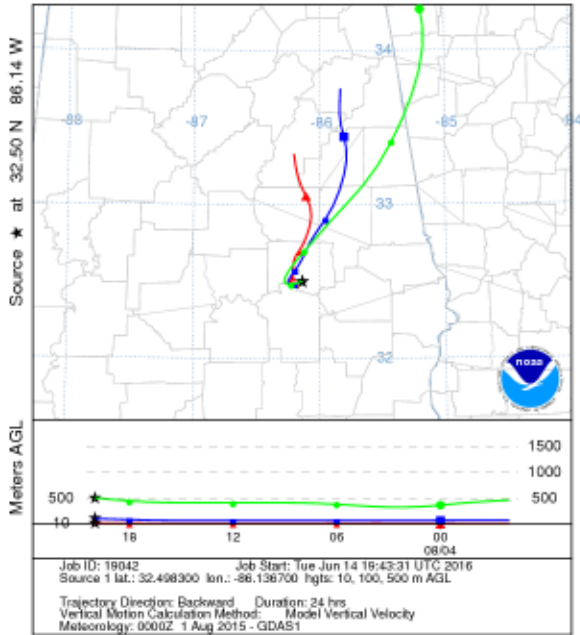 Source ★ at 32.50 N 86.14 W
34
-88
-87
-86
-85
-84
33
32
noaa
Meters AGL
1500
1000
500
500
10
18
12
06
00
08/04
Job ID: 19042 Job Start: Tue Jun 14 19:43:31 UTC 2016
Source 1 lat.: 32.498300 lon.: -86.136700 hgts: 10, 100, 500 m AGL
Trajectory Direction: Backward Duration: 24 hrs
Vertical Motion Calculation Method: Model Vertical Velocity
Meteorology: 0000Z 1 Aug 2015 - GDAS1